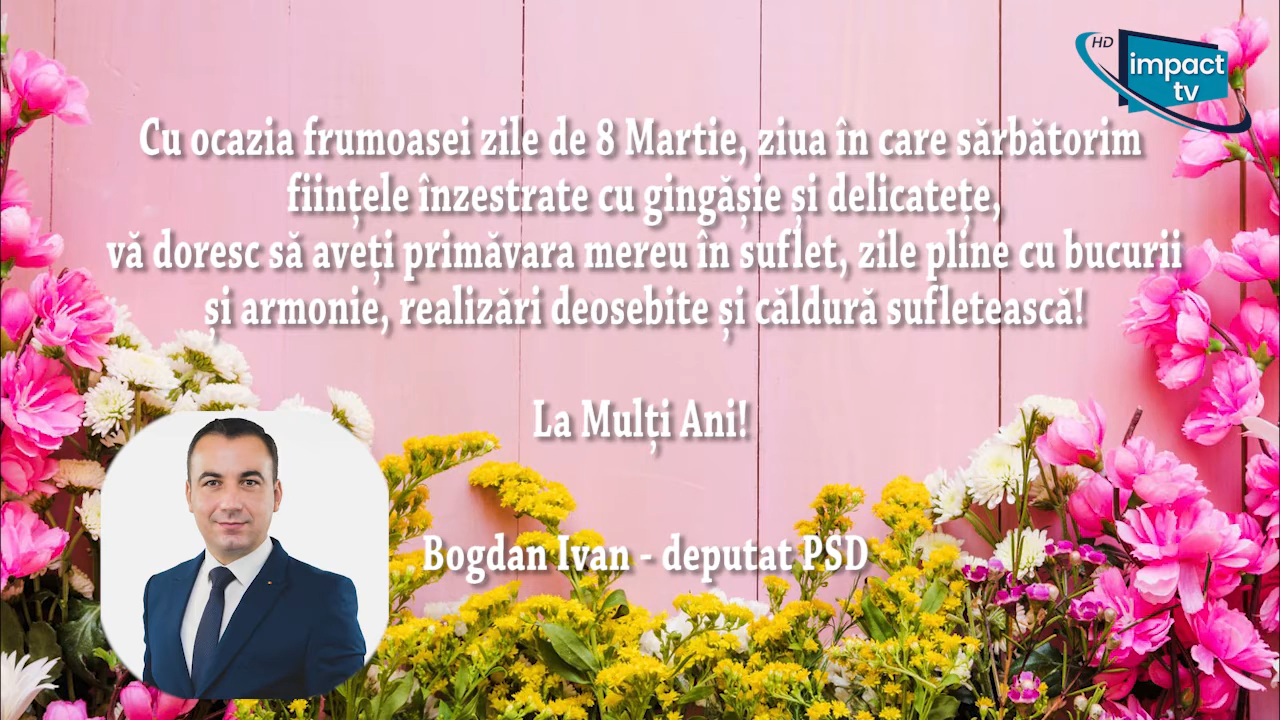 HD
impact
tv
Cu ocazia frumoasei zile de 8 Martie, ziua în care sărbătorim
ființele înzestrate cu gingășie și delicatețe,
vă doresc să aveți primăvara mereu în suflet, zile pline cu bucurii
și armonie, realizări deosebite și căldură sufletească!
La Mulți Ani!
Bogdan Ivan - deputat PSD